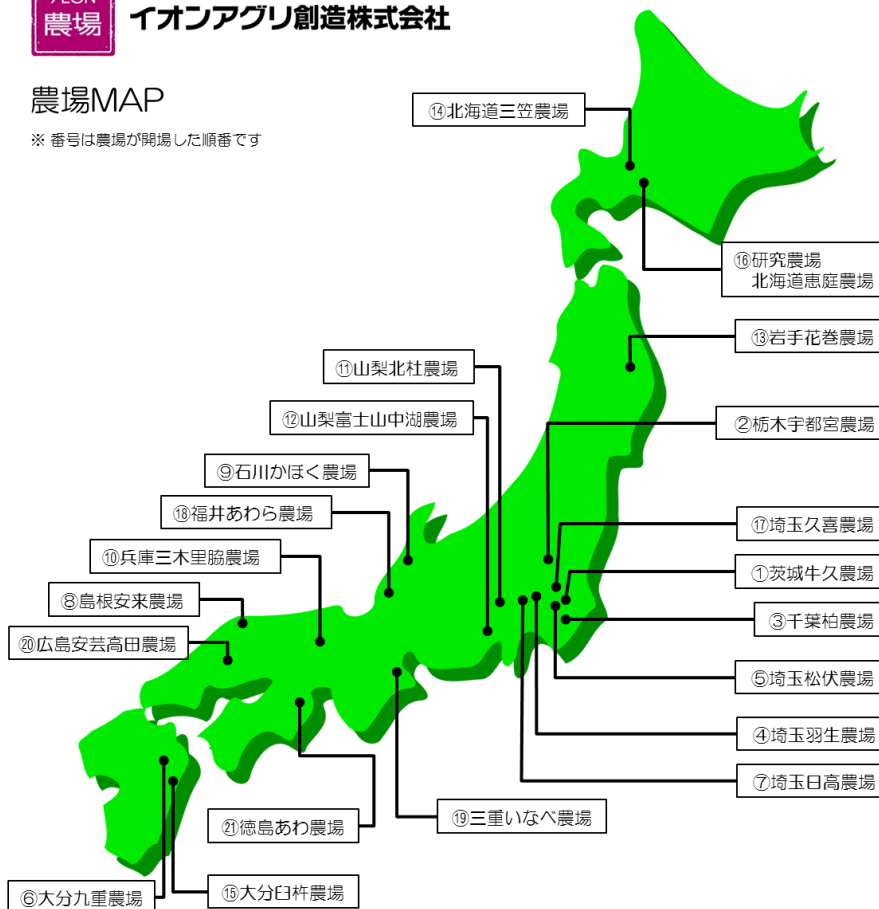 農場
イオンアグリ創造株式会社
農場MAP
※ 番号は農場が開場した順番です
⑭北海道三笠農場
⑯研究農場
北海道恵庭農場
⑬岩手花巻農場
⑪山梨北杜農場
⑫山梨富士山中湖農場
②栃木宇都宮農場
⑨石川かほく農場
⑱福井あわら農場
⑰埼玉久喜農場
⑩兵庫三木里脇農場
①茨城牛久農場
⑧島根安来農場
③千葉柏農場
⑳広島安芸高田農場
⑤埼玉松伏農場
④埼玉羽生農場
⑦埼玉日高農場
⑲三重いなべ農場
㉑徳島あわ農場
⑥大分九重農場
⑮大分臼杵農場